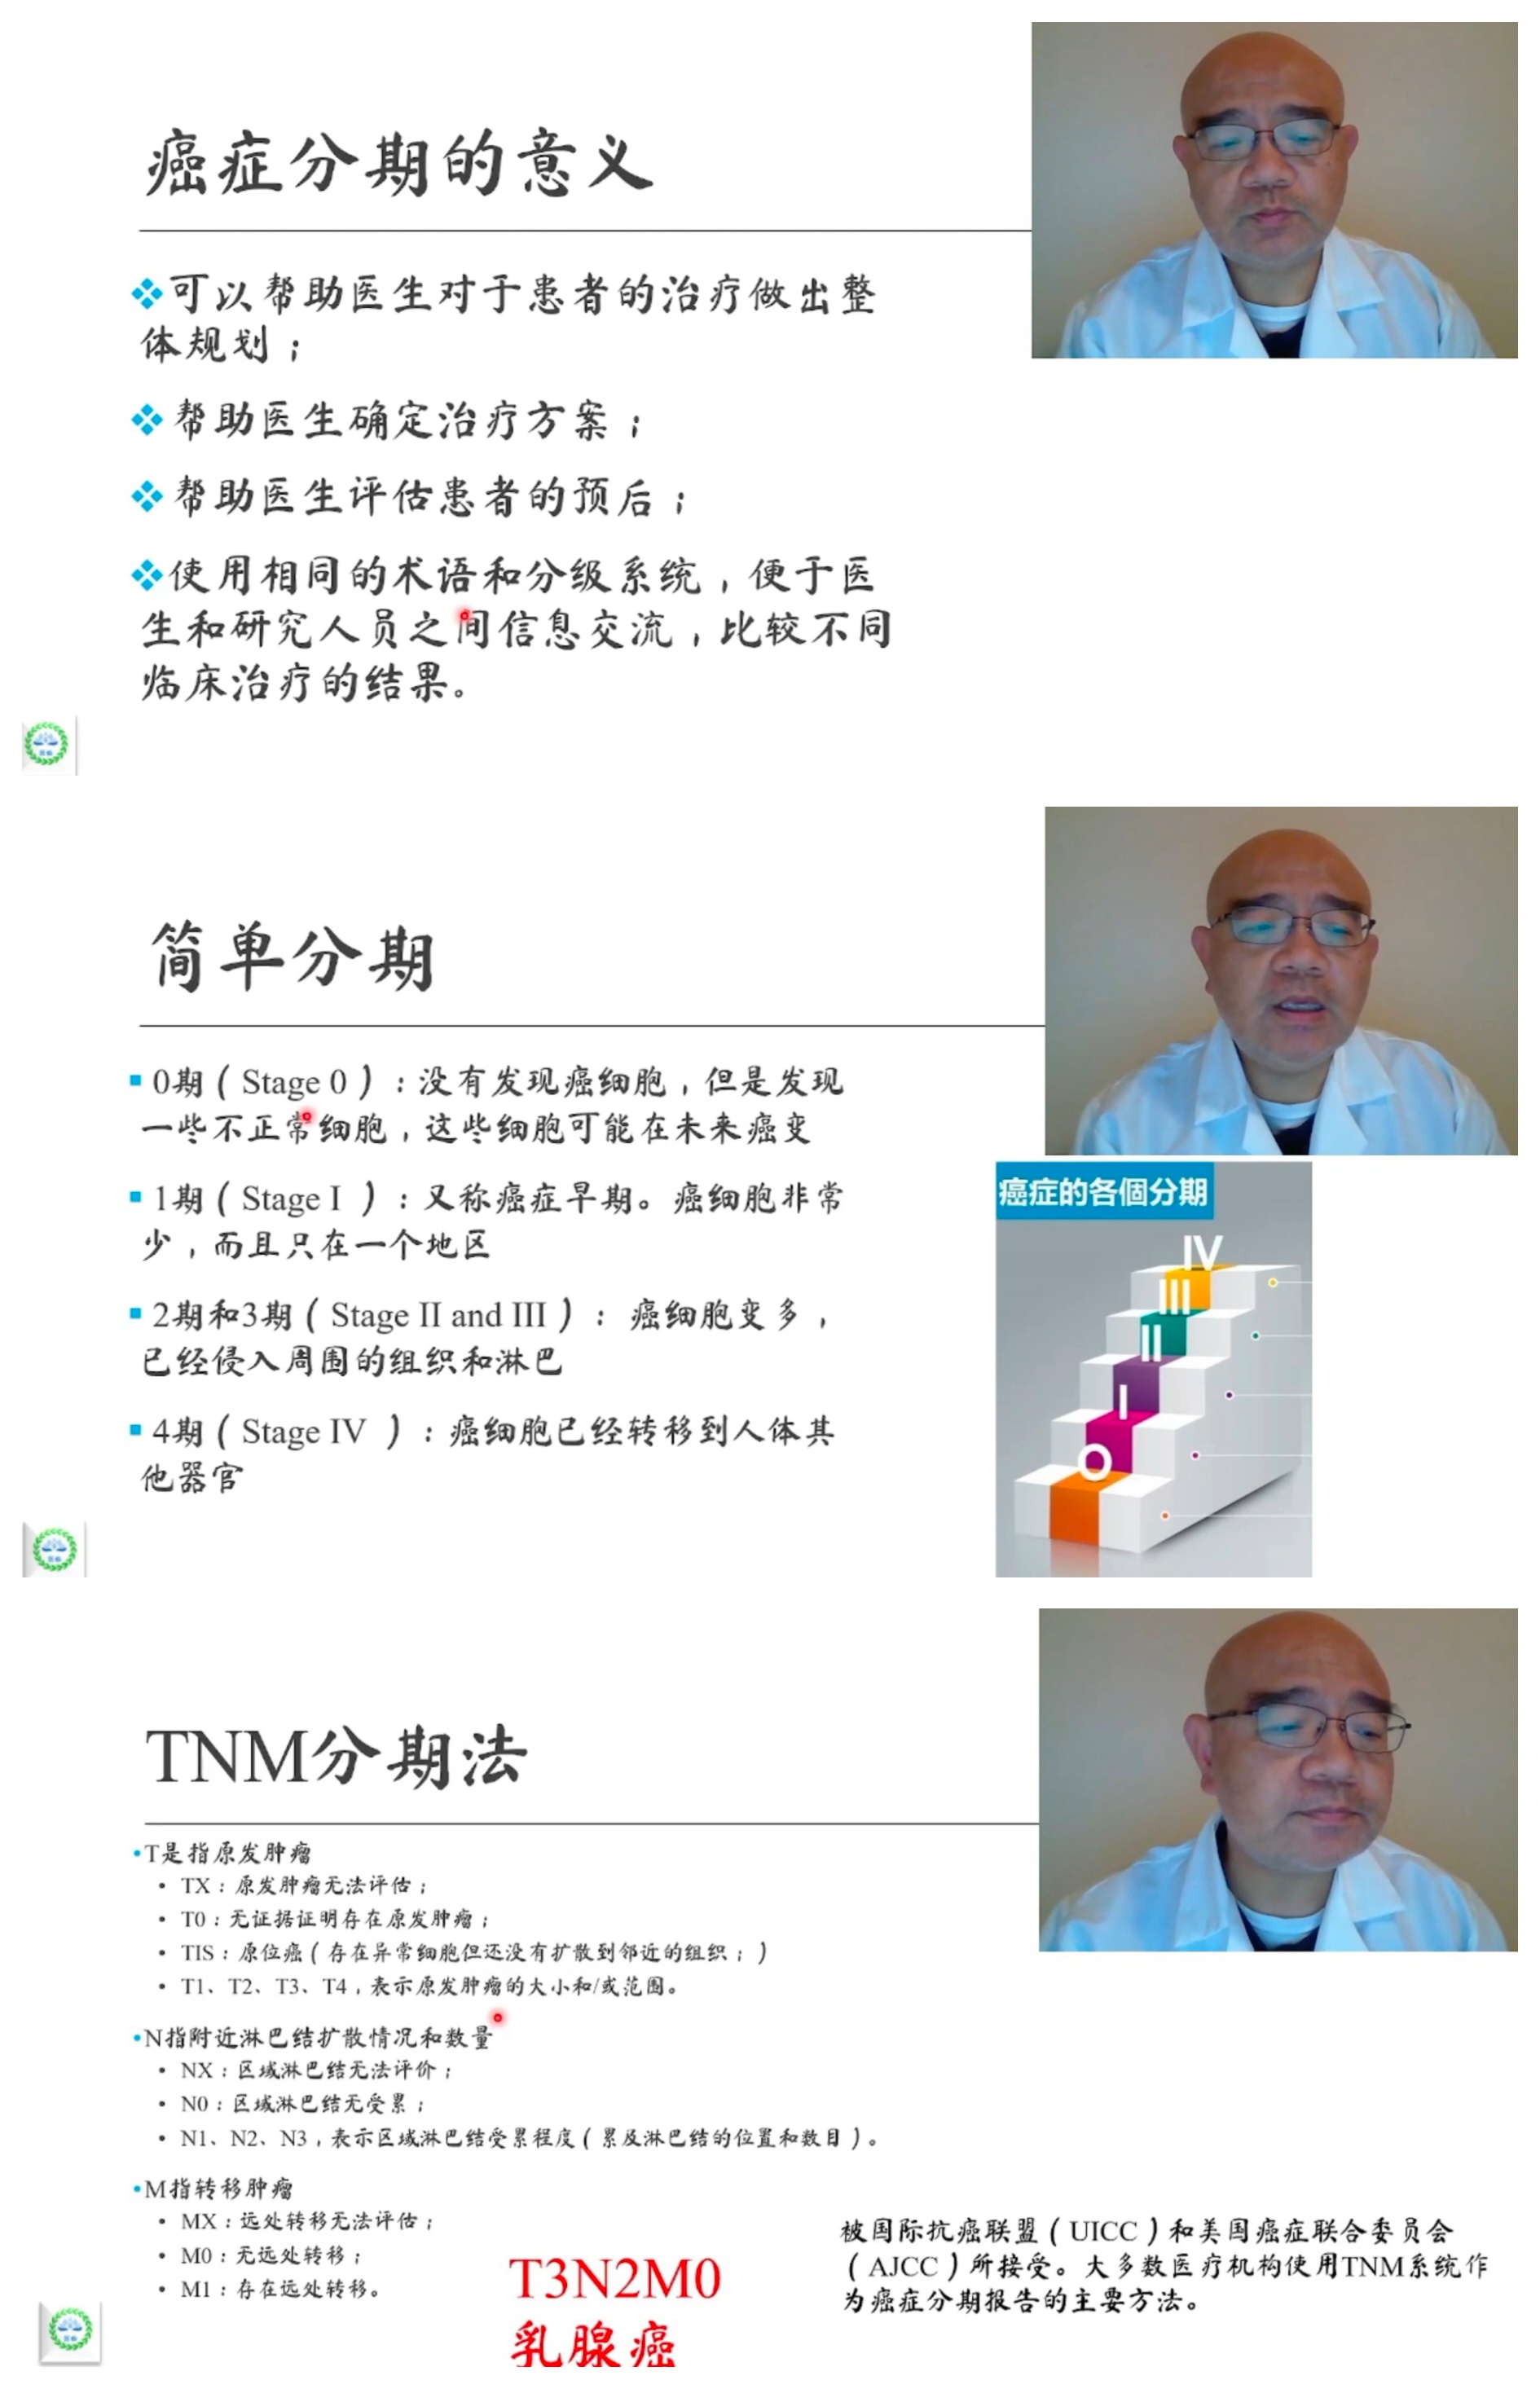 癌症分期的意义
可以帮助医生对于患者的治疗做出整
体规划；
帮助医生确定治疗方案；
帮助医生评估患者的预后；
使用相同的术语和分级系统，便于医
生和研究人员之间信息交流，比较不同
临床治疗的结果。
简单分期
0期（Stage 0）：没有发现癌细胞，但是发现
一些不正常细胞，这些细胞可能在未来癌变
1期（Stage I ）：又称癌症早期。癌细胞非常
少，而且只在一个地区
2期和3期（Stage II and III）： 癌细胞变多，
已经侵入周围的组织和淋巴
4期（Stage IV ）：癌细胞已经转移到人体其
他器官
癌症的各個分期
IV
III
II
I
0
TNM分期法
•T是指原发肿瘤
• TX：原发肿瘤无法评估；
• T0：无证据证明存在原发肿瘤；
• TIS：原位癌（存在异常细胞但还没有扩散到邻近的组织；）
• T1、T2、T3、T4，表示原发肿瘤的大小和/或范围。
•N指附近淋巴结扩散情况和数量
• NX：区域淋巴结无法评价；
• N0：区域淋巴结无受累；
• N1、N2、N3，表示区域淋巴结受累程度（累及淋巴结的位置和数目）。
•M指转移肿瘤
• MX：远处转移无法评估；
• M0：无远处转移；
• M1：存在远处转移。
T3N2M0
乳腺癌
被国际抗癌联盟（UICC）和美国癌症联合委员会
（AJCC）所接受。大多数医疗机构使用TNM系统作
为癌症分期报告的主要方法。